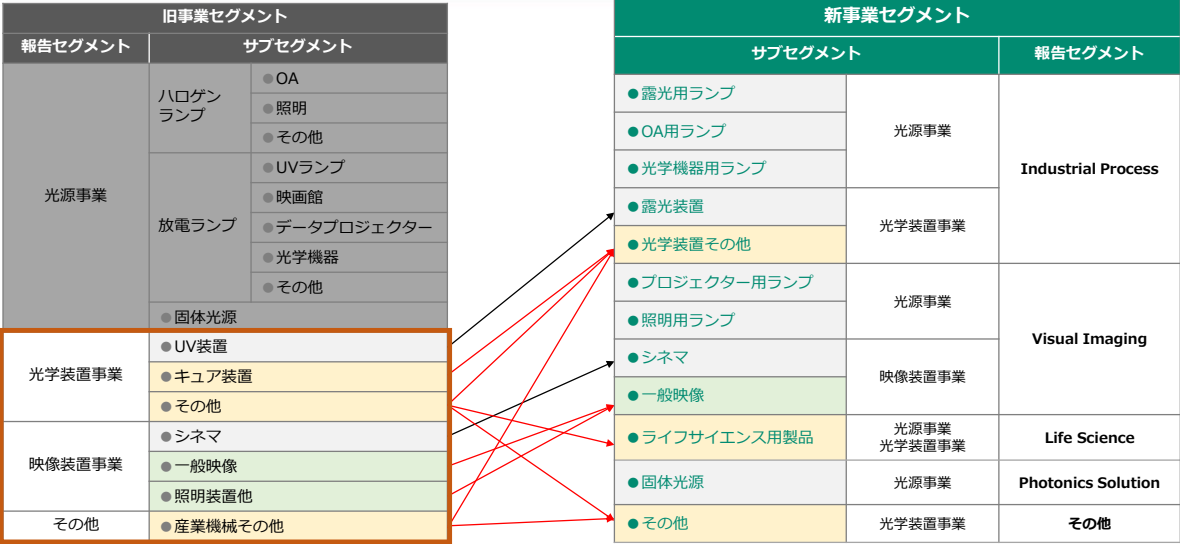 旧事業セグメント
報告セグメント サブセグメント
光源事業
ハロゲン
ランプ
●OA
●照明
●その他
放電ランプ
●UVランプ
●映画館
●データプロジェクター
●光学機器
●その他
●固体光源
光学装置事業
●UV装置
●キュア装置
●その他
映像装置事業
●シネマ
●一般映像
●照明装置他
その他
●産業機械その他
新事業セグメント
サブセグメント 報告セグメント
●露光用ランプ
●OA用ランプ
●光学機器用ランプ
光源事業
●露光装置
●光学装置その他
光学装置事業
Industrial Process
●プロジェクター用ランプ
●照明用ランプ
光源事業
●シネマ
●一般映像
映像装置事業
Visual Imaging
●ライフサイエンス用製品
光源事業
光学装置事業
Life Science
●固体光源
光源事業
Photonics Solution
●その他
光学装置事業
その他